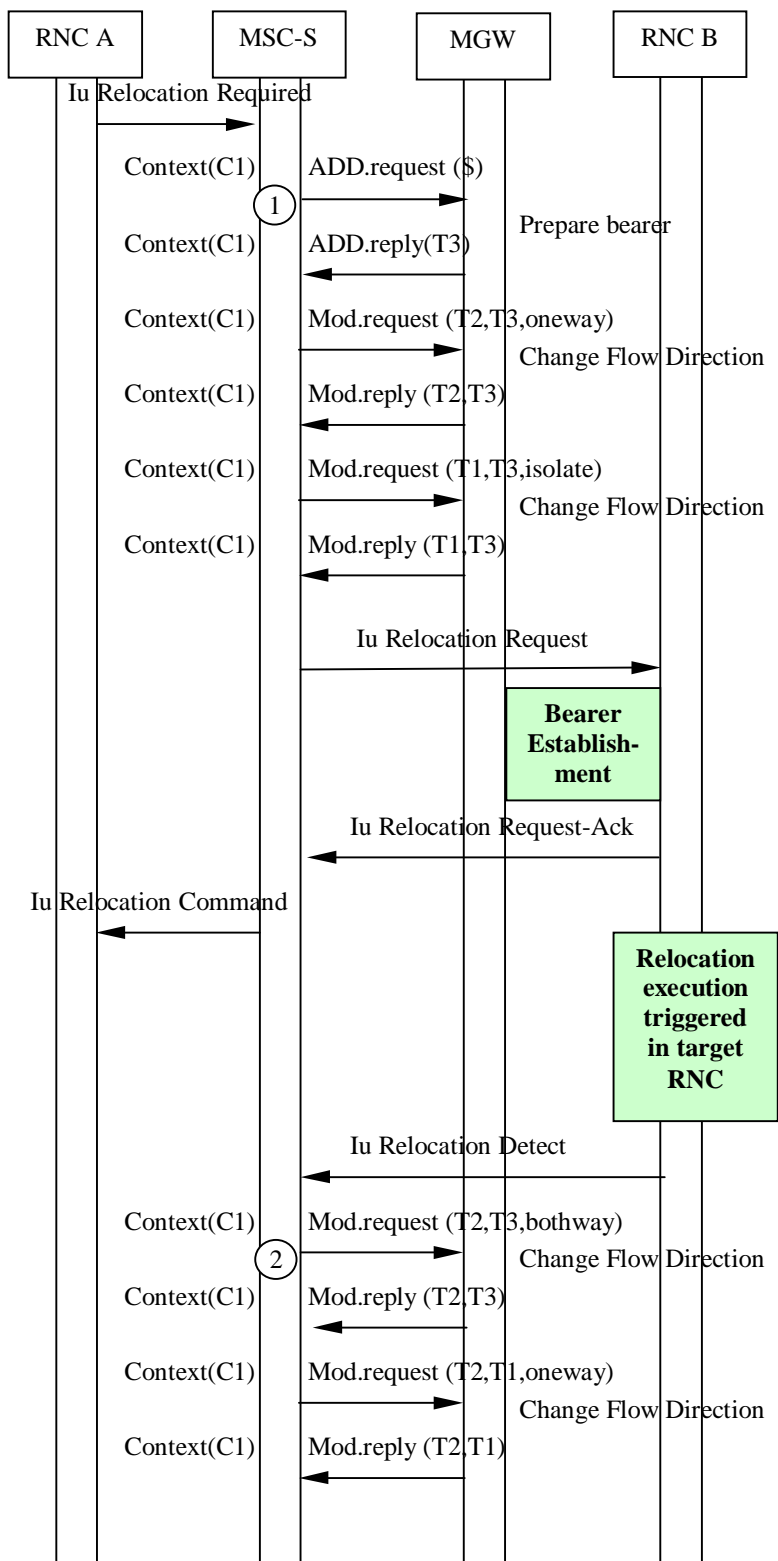 RNC A
MSC-S
MGW
RNC B
Iu Relocation Required
Context(C1)
ADD.request ($)
1
Prepare bearer
Context(C1)
ADD.reply(T3)
Context(C1)
Mod.request (T2,T3,oneway)
Change Flow Direction
Context(C1)
Mod.reply (T2,T3)
Context(C1)
Mod.request (T1,T3,isolate)
Change Flow Direction
Context(C1)
Mod.reply (T1,T3)
Iu Relocation Request
Bearer
Establish-
ment
Iu Relocation Request-Ack
Iu Relocation Command
Relocation
execution
triggered
in target
RNC
Iu Relocation Detect
Context(C1)
Mod.request (T2,T3,bothway)
2
Change Flow Direction
Context(C1)
Mod.reply (T2,T3)
Context(C1)
Mod.request (T2,T1,oneway)
Change Flow Direction
Context(C1)
Mod.reply (T2,T1)